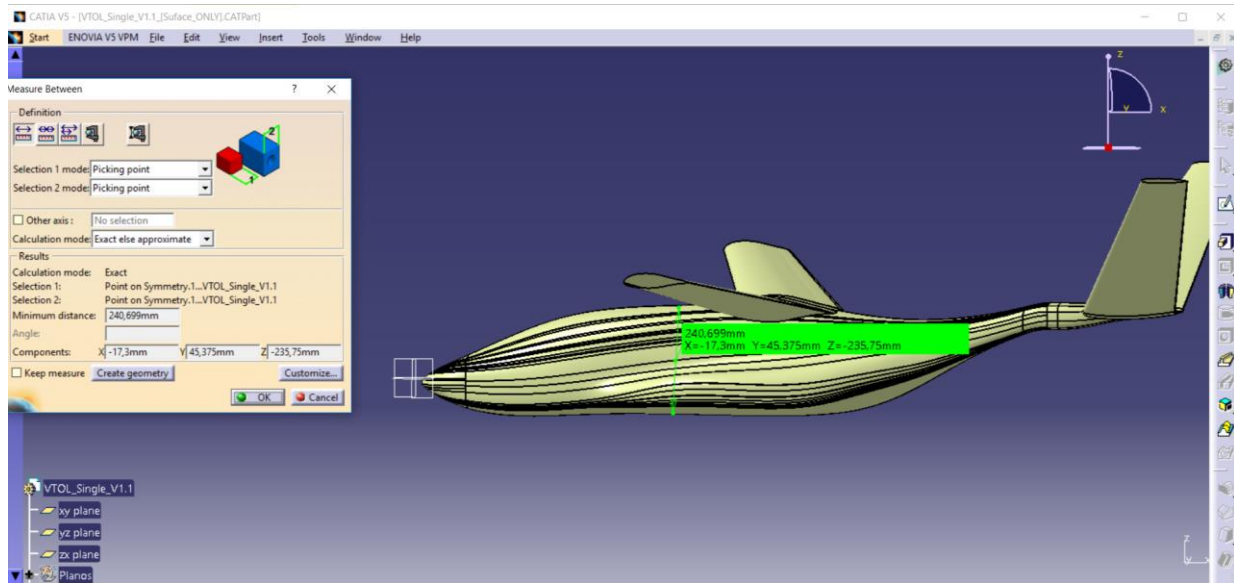 CATIA V5 - [VTOL_Single_V1.1_[Suface_ONLY].CATPart]
Start ENOVIA V5 VPM File Edit View Insert Tools Window Help
Measure Between ? ×
Definition
Selection 1 mode: Picking point
Selection 2 mode: Picking point
Other axis : No selection
Calculation mode: Exact else approximate
Results
Calculation mode: Exact
Selection 1: Point on Symmetry.1...VTOL_Single_V1.1
Selection 2: Point on Symmetry.1...VTOL_Single_V1.1
Minimum distance: 240,699mm
Angle:
Components: X -17,3mm Y 45,375mm Z -235,75mm
Keep measure Create geometry Customize...
OK Cancel
1
2
z
y
x
240,699mm
X=-17,3mm Y=45,375mm Z=-235,75mm
VTOL_Single_V1.1
xy plane
yz plane
zx plane
Planos
z
y x